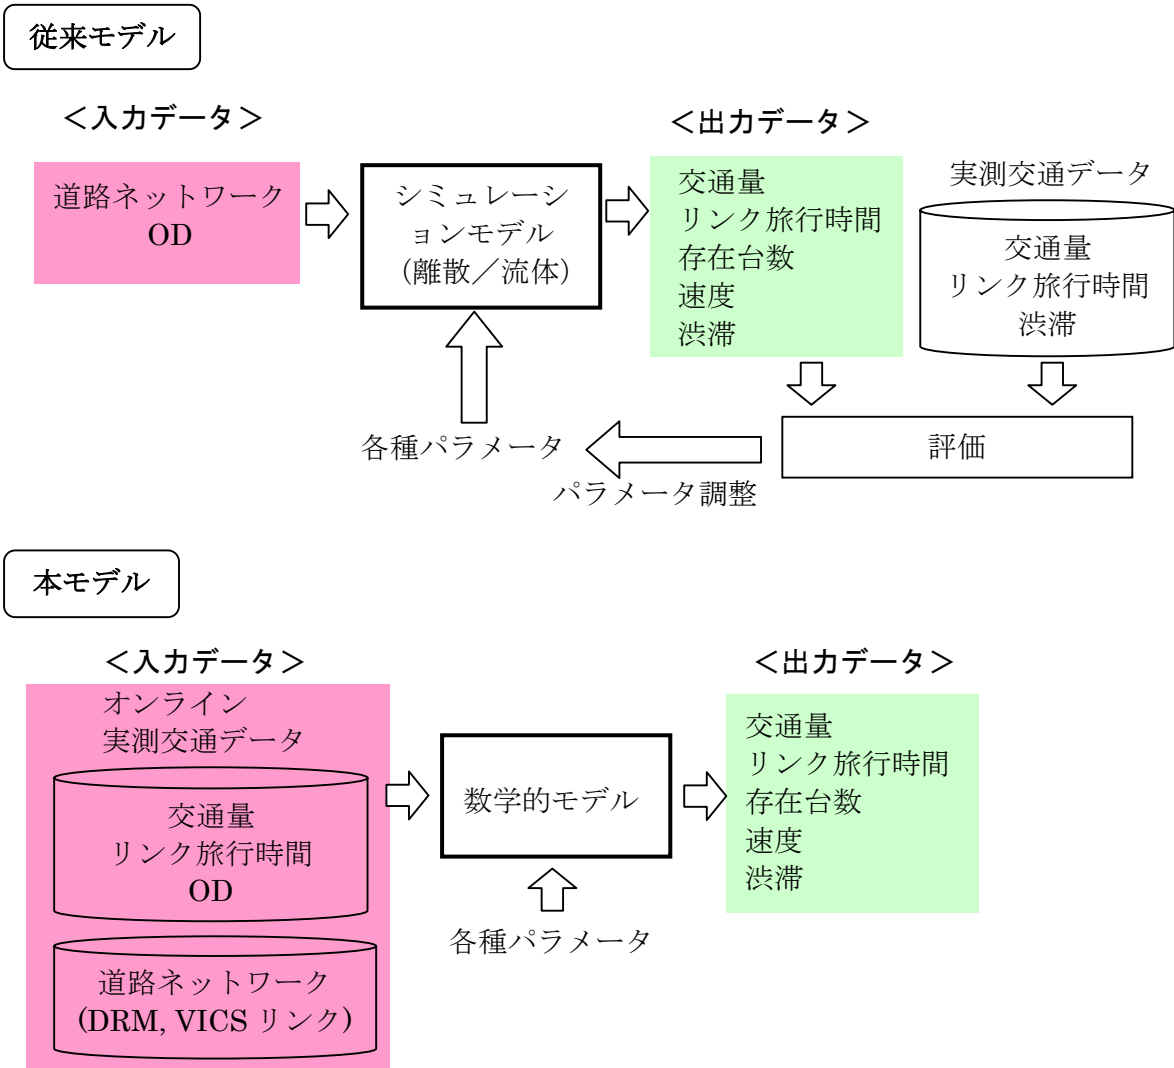 従来モデル
＜入力データ＞
道路ネットワーク
OD
シミュレーシ
ョンモデル
（離散／流体）
＜出力データ＞
交通量
リンク旅行時間
存在台数
速度
渋滞
実測交通データ
交通量
リンク旅行時間
渋滞
評価
各種パラメータ
パラメータ調整
本モデル
＜入力データ＞
オンライン
実測交通データ
交通量
リンク旅行時間
OD
道路ネットワーク
(DRM, VICS リンク)
数学的モデル
各種パラメータ
＜出力データ＞
交通量
リンク旅行時間
存在台数
速度
渋滞